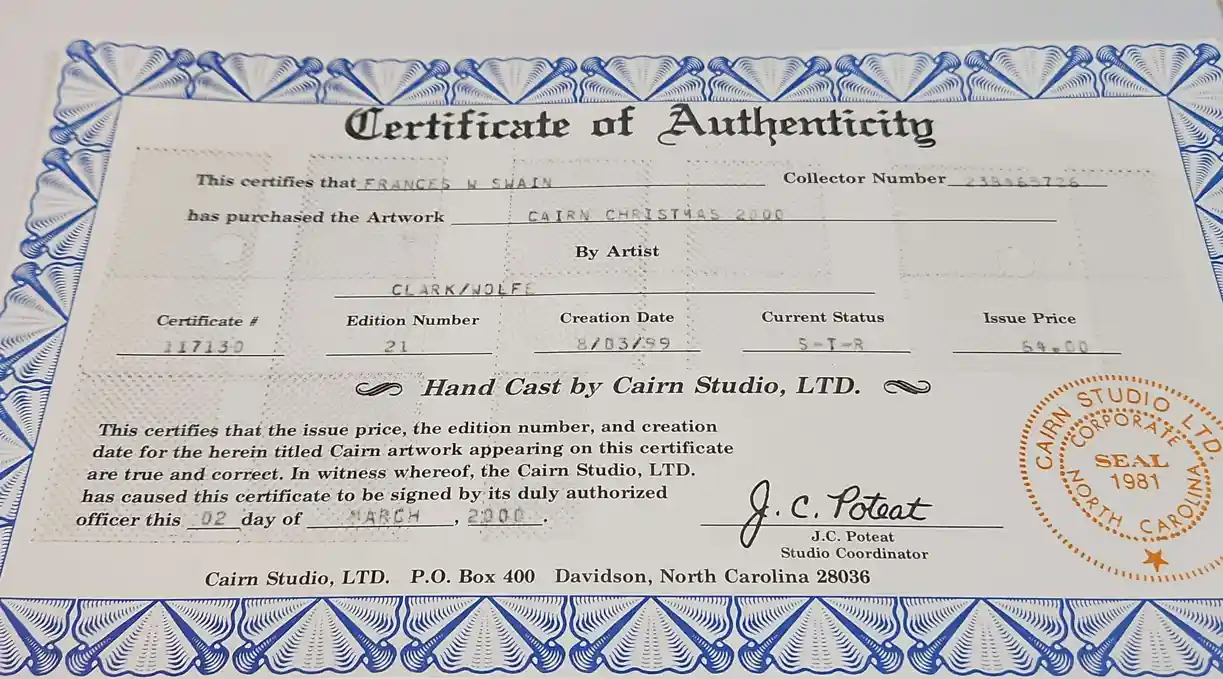 Certificate of Authenticity
This certifies that FRANCES W SWAIN Collector Number
has purchased the Artwork CAIRN CHRISTMAS 2000
By Artist
CLARK/WOLFE
Certificate # Edition Number Creation Date Current Status Issue Price
117130 21 8/03/99 S-T-R 64.00
Hand Cast by Cairn Studio, LTD.
This certifies that the issue price, the edition number, and creation
date for the herein titled Cairn artwork appearing on this certificate
are true and correct. In witness whereof, the Cairn Studio, LTD.
has caused this certificate to be signed by its duly authorized
officer this 02 day of MARCH, 2000.
J.C. Poteat
J.C. Poteat
Studio Coordinator
Cairn Studio, LTD. P.O. Box 400 Davidson, North Carolina 28036
CAIRN STUDIO LTD.
CORPORATE
SEAL
1981
NORTH CAROLINA